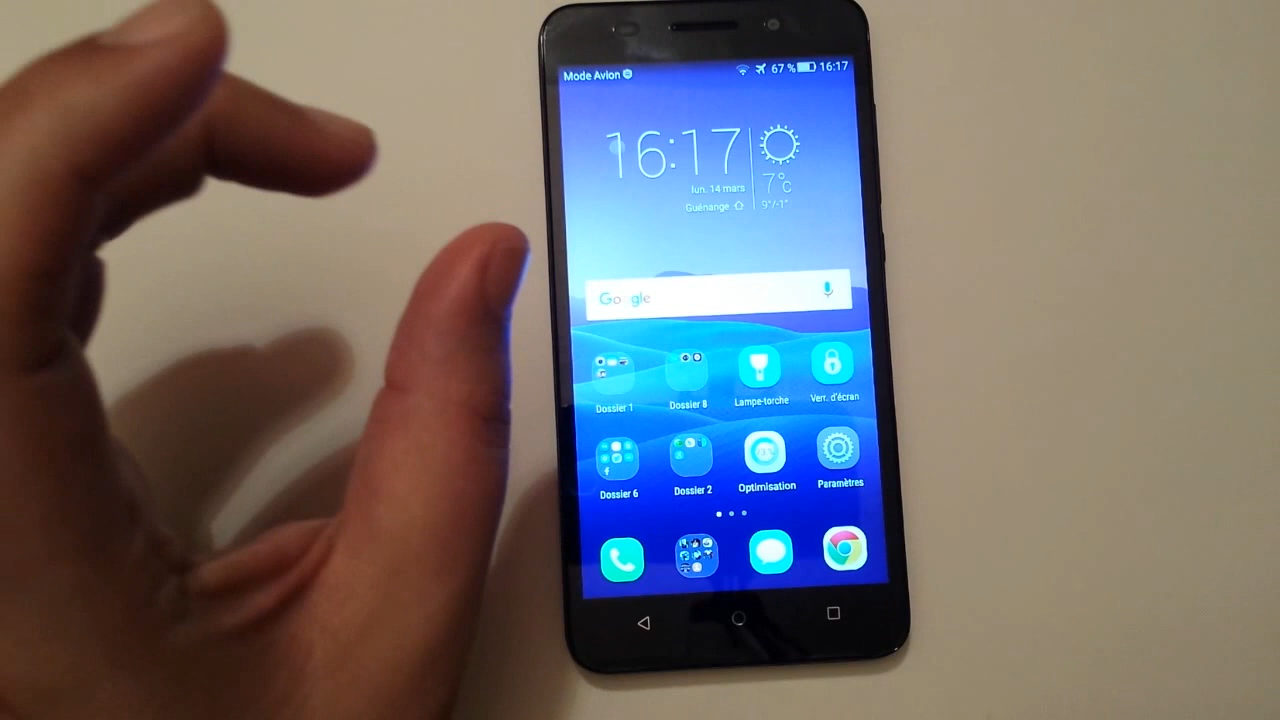 Mode Avion 67 % 16:17
16:17
lun. 14 mars 7°C
Guénange 9°/-1°
Google
Dossier 1 Dossier 8 Lampe-torche Verr. d'écran
Dossier 6 Dossier 2 Optimisation Paramètres